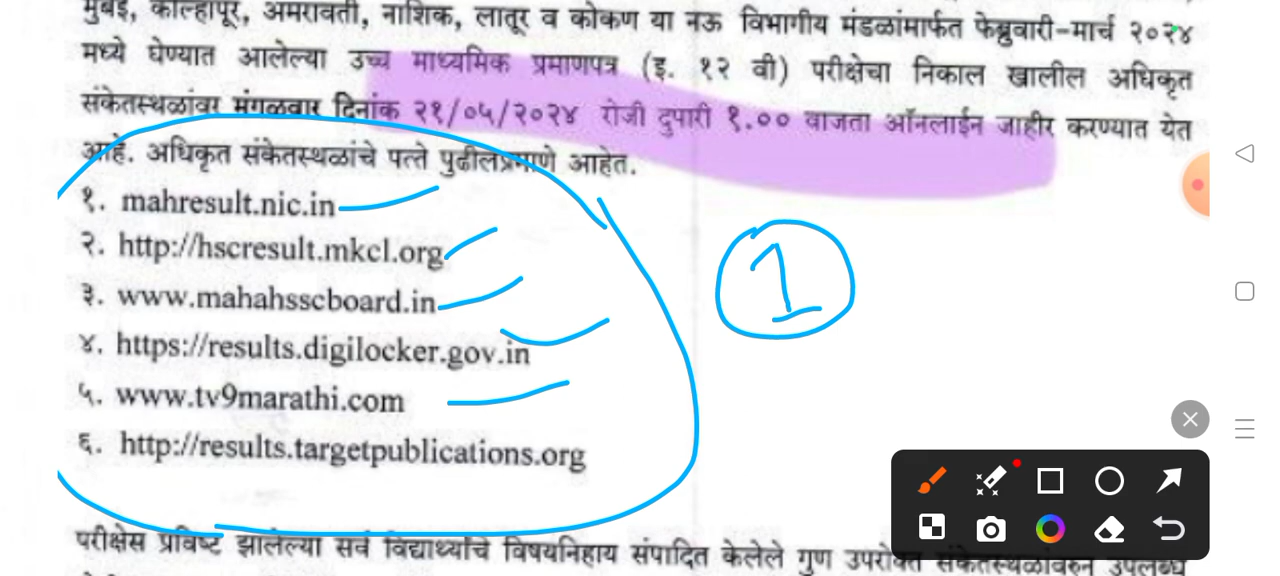 मुंबई, कोल्हापूर, अमरावती, नाशिक, लातूर व कोकण या नऊ विभागीय मंडळांमार्फत फेब्रुवारी-मार्च २०२४
मध्ये घेण्यात आलेल्या उच्च माध्यमिक प्रमाणपत्र (इ. १२ वी) परीक्षेचा निकाल खालील अधिकृत
संकेतस्थळांवर मंगळवार दिनांक २१/०५/२०२४ रोजी दुपारी १.०० वाजता ऑनलाईन जाहीर करण्यात येत
आहे. अधिकृत संकेतस्थळांचे पत्ते पुढीलप्रमाणे आहेत.
१. mahresult.nic.in
२. http://hscresult.mkcl.org
३. www.mahahsscboard.in
४. https://results.digilocker.gov.in
५. www.tv9marathi.com
६. http://results.targetpublications.org
1
परीक्षेस प्रविष्ट झालेल्या सर्व विद्यार्थ्यांचे विषयनिहाय संपादित केलेले गुण उपरोक्त संकेतस्थळांवरुन उपलब्ध